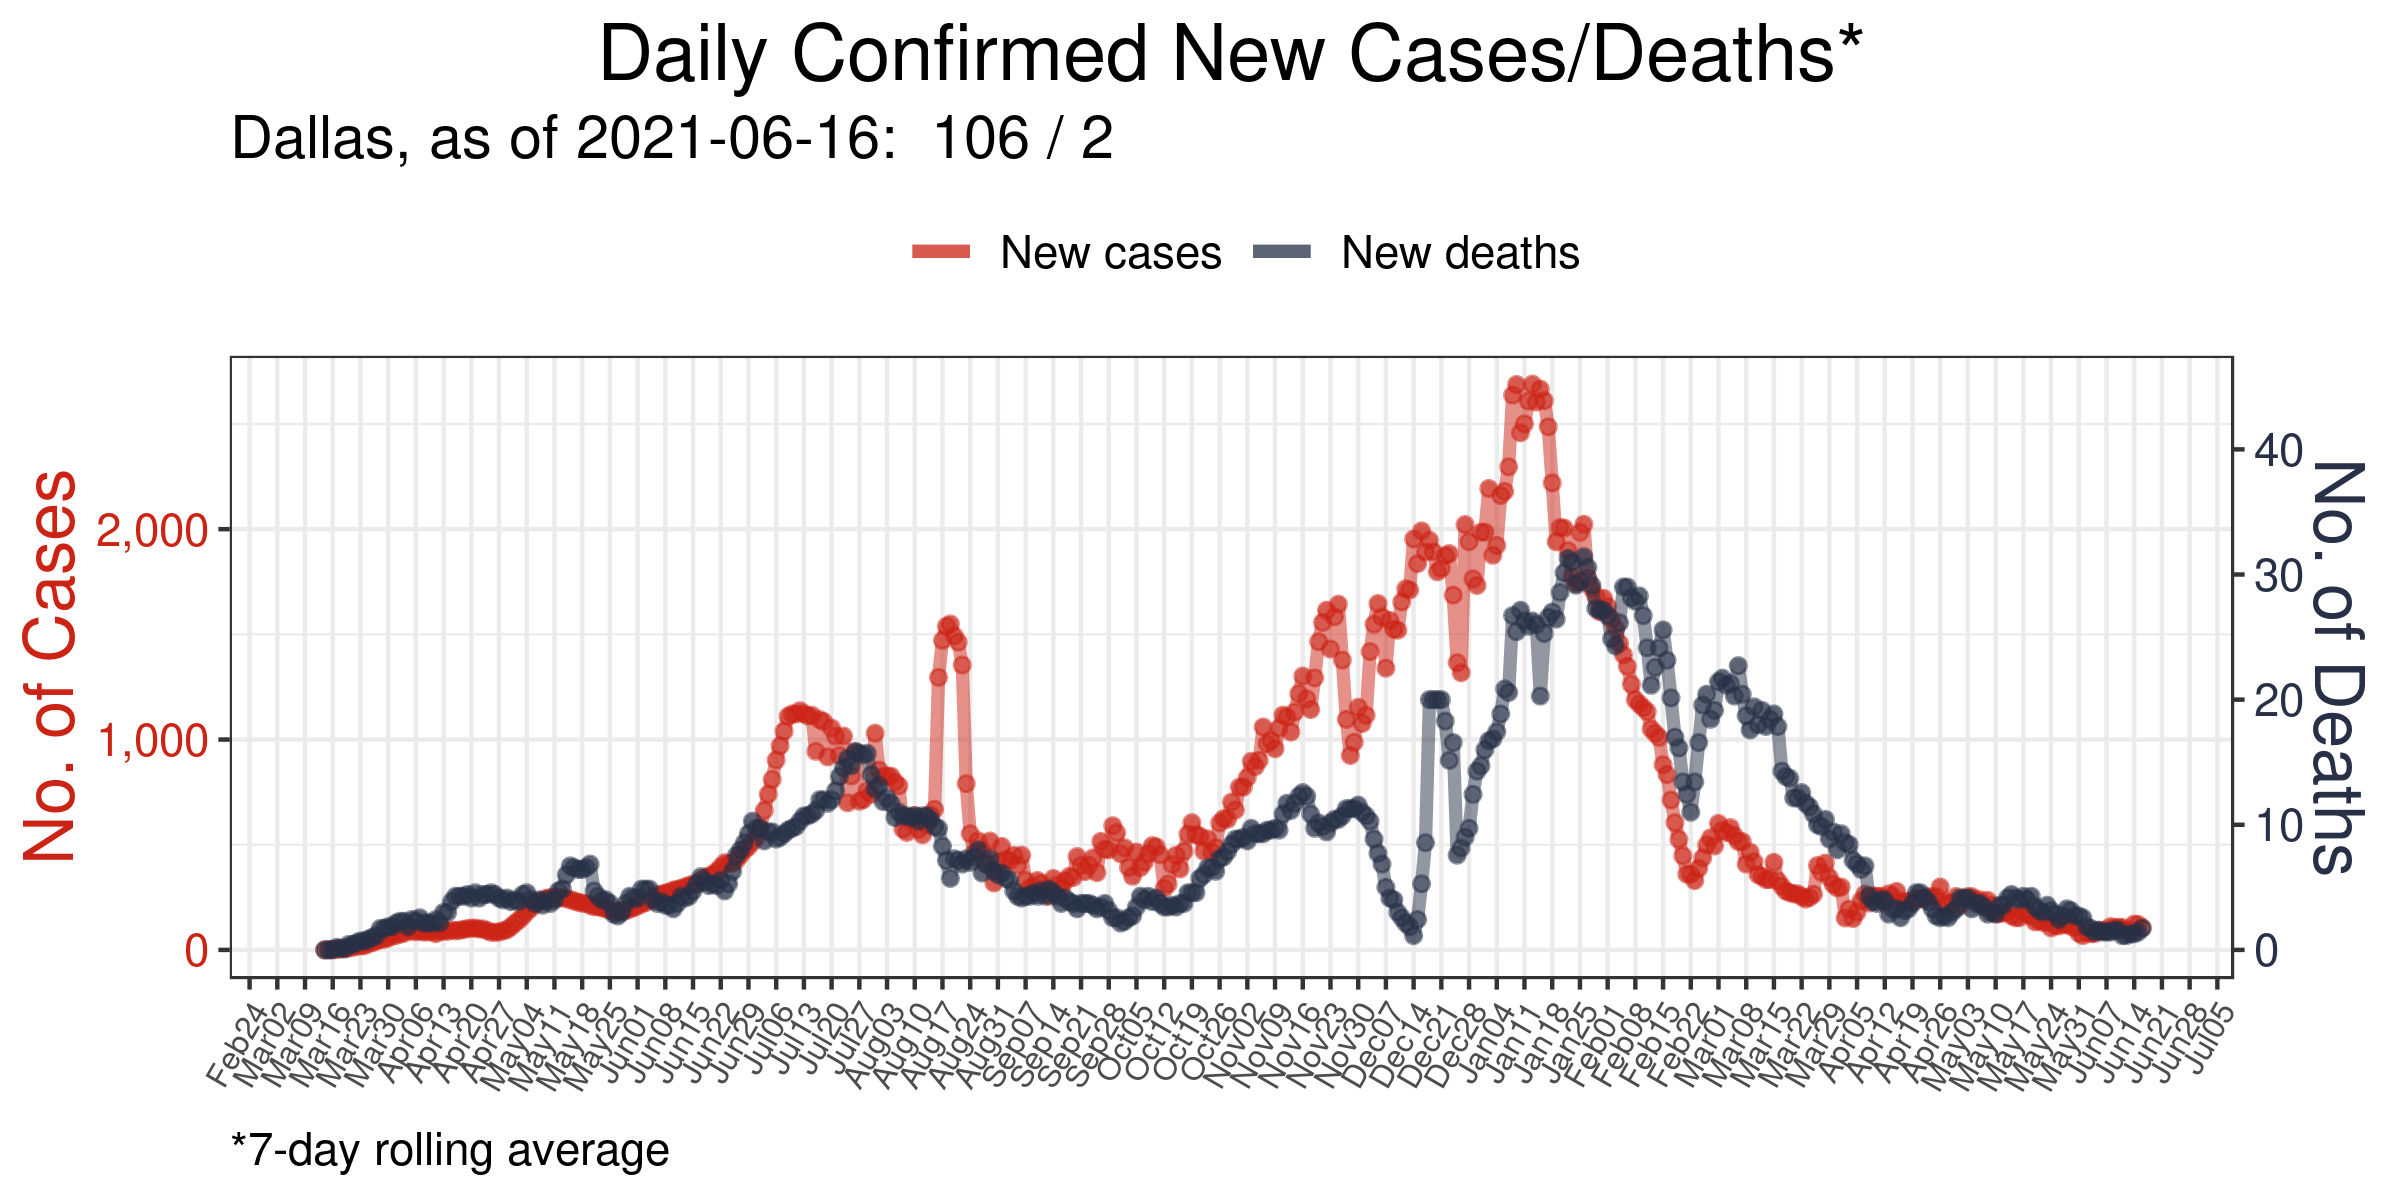 Daily Confirmed New Cases/Deaths*
Dallas, as of 2021-06-16:  106 / 2
New cases
New deaths
No. of Cases
2,000
1,000
0
40
30
20
10
0
No. of Deaths
Feb24
Mar02
Mar09
Mar16
Mar23
Mar30
Apr06
Apr13
Apr20
Apr27
May04
May11
May18
May25
Jun01
Jun08
Jun15
Jun22
Jun29
Jul06
Jul13
Jul20
Jul27
Aug03
Aug10
Aug17
Aug24
Aug31
Sep07
Sep14
Sep21
Sep28
Oct05
Oct12
Oct19
Oct26
Nov02
Nov09
Nov16
Nov23
Nov30
Dec07
Dec14
Dec21
Dec28
Jan04
Jan11
Jan18
Jan25
Feb01
Feb08
Feb15
Feb22
Mar01
Mar08
Mar15
Mar22
Mar29
Apr05
Apr12
Apr19
Apr26
May03
May10
May17
May24
May31
Jun07
Jun14
Jun21
Jun28
Jul05
*7-day rolling average